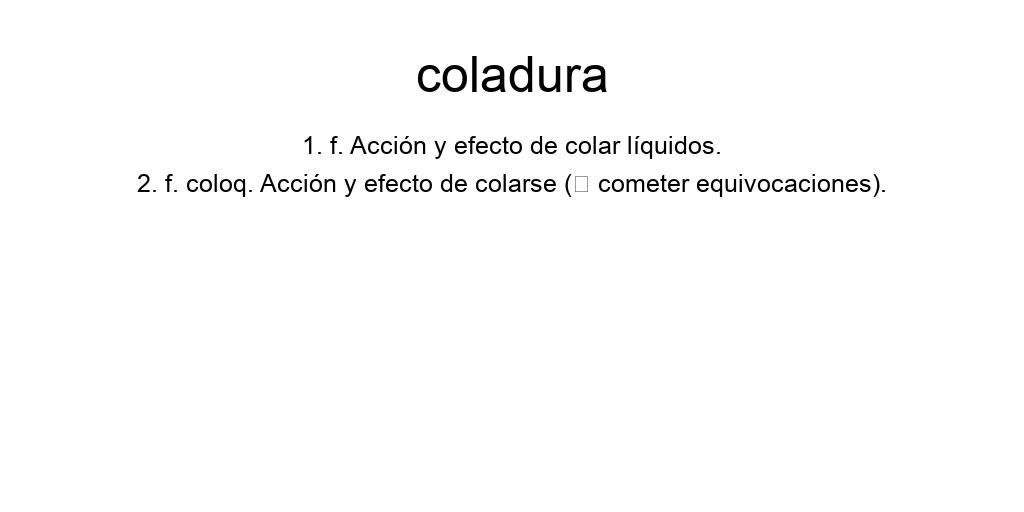 coladura
1. f. Acción y efecto de colar líquidos.
2. f. coloq. Acción y efecto de colarse (□ cometer equivocaciones).